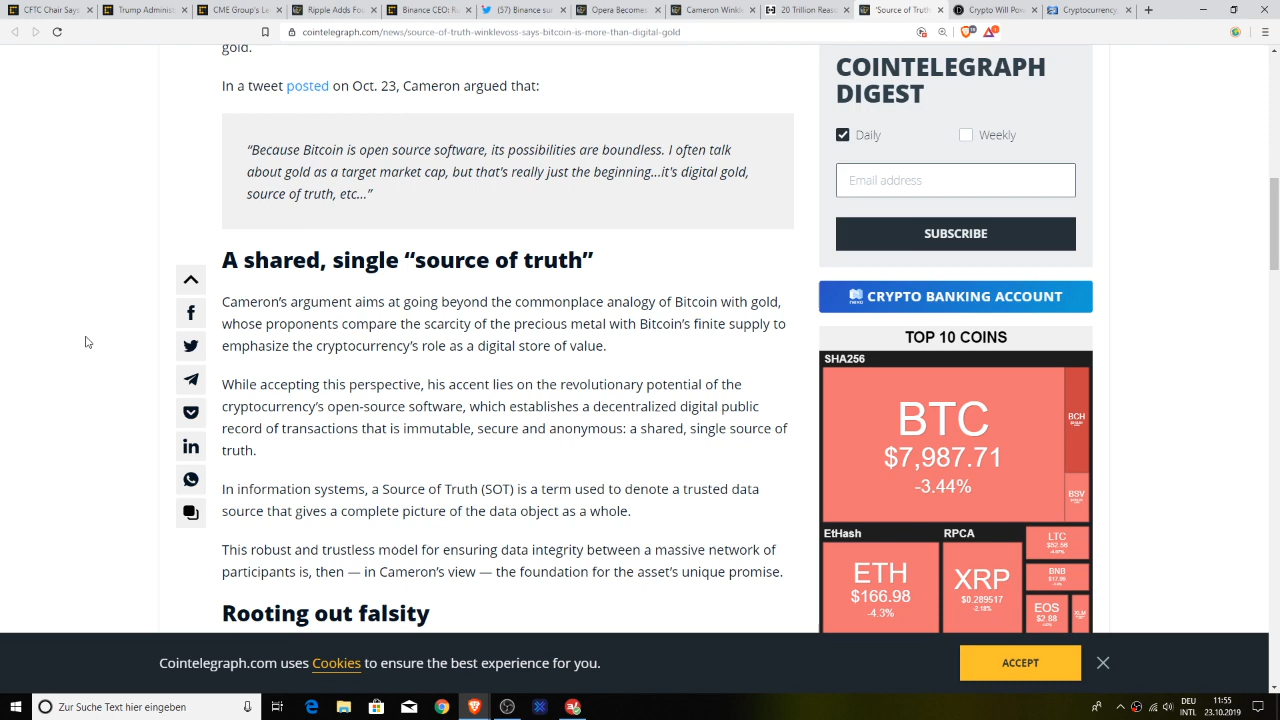 CFTC Chair Says
Trump Administ
CME Group's Le
Ripple Adds Fou
Binance CEO: Ru
(57) Binance sur
Opera Becomes
Cameron Winkle
20 Trillion Reas
'Source of Truth'
Crypto Will Pow
Cryptocurrency
cointelegraph.com/news/source-of-truth-winklevoss-says-bitcoin-is-more-than-digital-gold
gold.
In a tweet posted on Oct. 23, Cameron argued that:
“Because Bitcoin is open source software, its possibilities are boundless. I often talk
about gold as a target market cap, but that’s really just the beginning...it’s digital gold,
source of truth, etc...”
A shared, single “source of truth”
Cameron’s argument aims at going beyond the commonplace analogy of Bitcoin with gold,
whose proponents compare the scarcity of the precious metal with Bitcoin’s finite supply to
emphasize the cryptocurrency’s role as a digital store of value.
While accepting this perspective, his accent lies on the revolutionary potential of the
cryptocurrency’s open-source software, which establishes a decentralized digital public
record of transactions that is immutable, secure and anonymous: a shared, single source of
truth.
In information systems, a Source of Truth (SOT) is a term used to denote a trusted data
source that gives a complete picture of the data object as a whole.
This robust and trustless model for ensuring data integrity between a massive network of
participants is, then — in Cameron’s view — the foundation for the asset’s unique promise.
Rooting out falsity
COINTELEGRAPH
DIGEST
Daily
Weekly
Email address
SUBSCRIBE
CRYPTO BANKING ACCOUNT
TOP 10 COINS
SHA256
BTC
$7,987.71
-3.44%
BCH
BSV
EtHash
ETH
$166.98
-4.3%
RPCA
XRP
$0.289517
-2.18%
LTC
BNB
EOS
$2.68
XLM
Cointelegraph.com uses Cookies to ensure the best experience for you.
ACCEPT
Zur Suche Text hier eingeben
DEU
INTL
11:55
23.10.2019